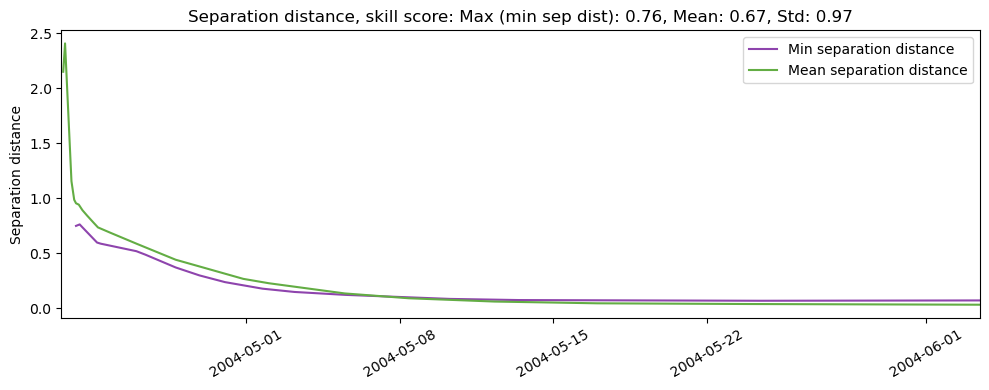 Separation distance, skill score: Max (min sep dist): 0.76, Mean: 0.67, Std: 0.97
Min separation distance
Mean separation distance
Separation distance
2.5
2.0
1.5
1.0
0.5
0.0
2004-05-01
2004-05-08
2004-05-15
2004-05-22
2004-06-01